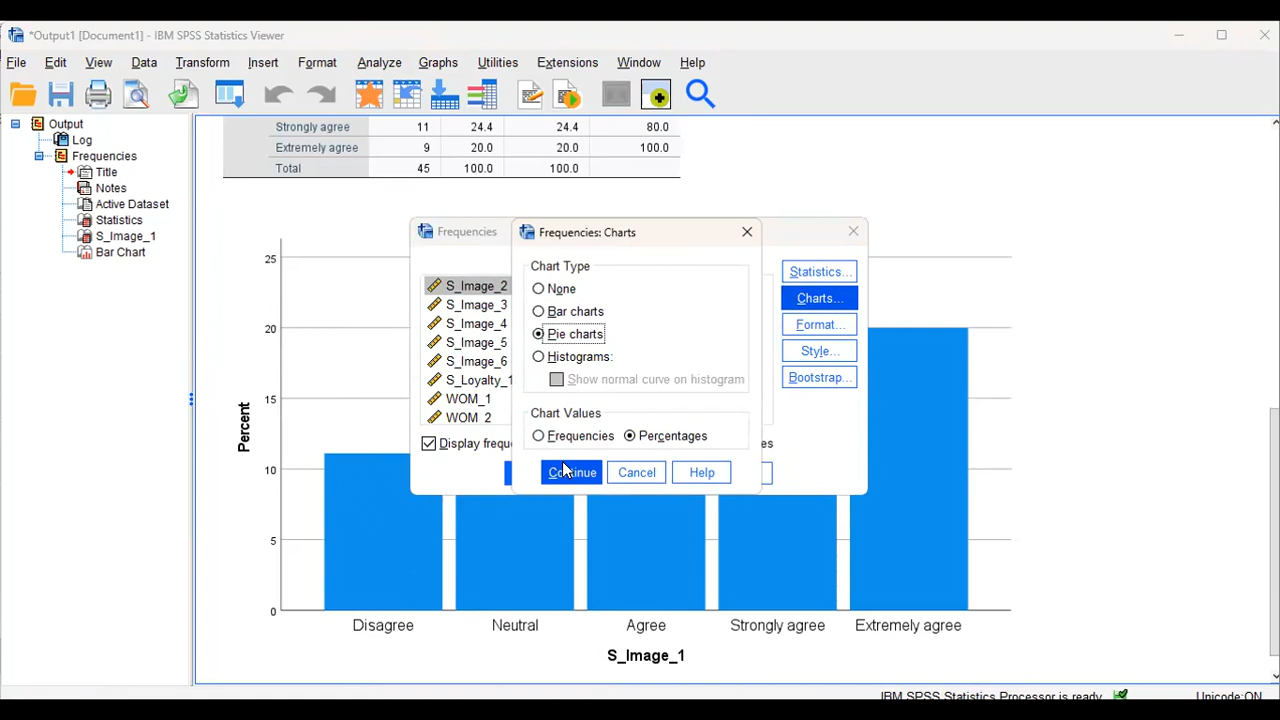 *Output1 [Document1] - IBM SPSS Statistics Viewer
File Edit View Data Transform Insert Format Analyze Graphs Utilities Extensions Window Help
Output
Log
Frequencies
Title
Notes
Active Dataset
Statistics
S_Image_1
Bar Chart
Strongly agree 11 24.4 24.4 80.0
Extremely agree 9 20.0 20.0 100.0
Total 45 100.0 100.0
Frequencies
S_Image_2
S_Image_3
S_Image_4
S_Image_5
S_Image_6
S_Loyalty_1
WOM_1
WOM_2
Display frequ
es
Statistics...
Charts...
Format...
Style...
Bootstrap...
Frequencies: Charts
Chart Type
None
Bar charts
Pie charts
Histograms:
Show normal curve on histogram
Chart Values
Frequencies Percentages
Continue Cancel Help
Percent
25
20
15
10
5
0
Disagree Neutral Agree Strongly agree Extremely agree
S_Image_1
IBM SPSS Statistics Processor is ready
Unicode:ON